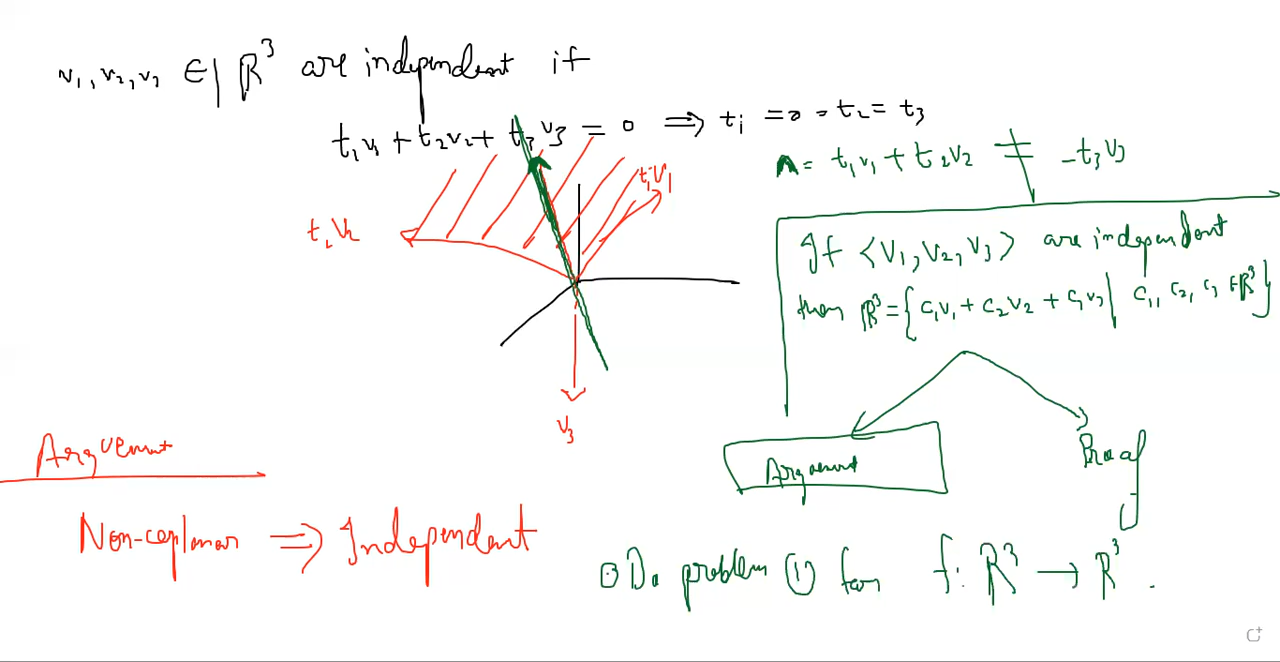 v₁, v₂, v₃ ∈ ℝ³ are independent if
t₁v₁ + t₂v₂ + t₃v₃ = 0 ⟹ t₁ = 0 = t₂ = t₃
A = t₁v₁ + t₂v₂ ≠ -t₃v₃
t₁v₁
t₂v₂
If <v₁, v₂, v₃> are independent
then ℝ³ = {c₁v₁ + c₂v₂ + c₃v₃ | c₁, c₂, c₃ ∈ ℝ³}
v₃
Arguement
Argument
Proof
Non-coplanar ⟹ Independent
Do problem ① for f: ℝ³ → ℝ³.